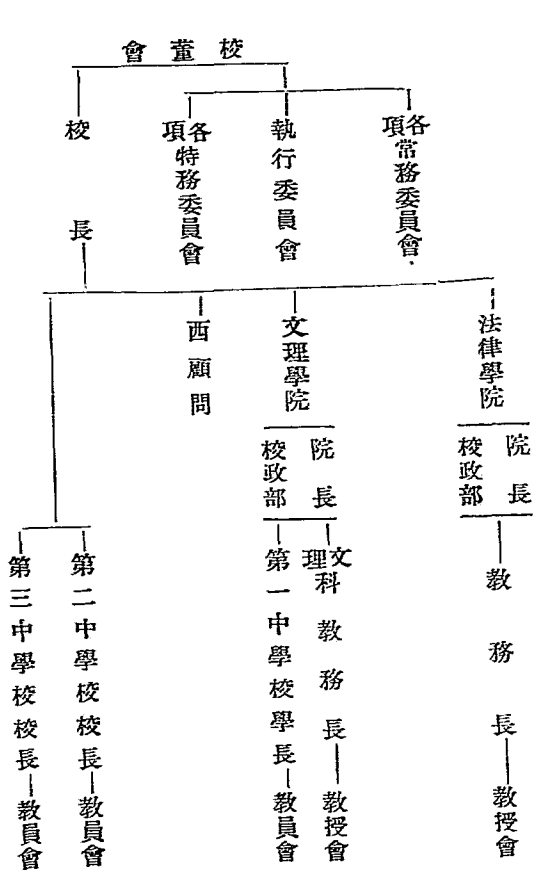 校董會
各項常務委員會
執行委員會
各項特務委員會
校長
法律學院
院長
校政部
教務長
教授會
文理學院
院長
校政部
文理科教務長
教授會
第一中學校學長
教員會
西顧問
第二中學校校長
教員會
第三中學校校長
教員會